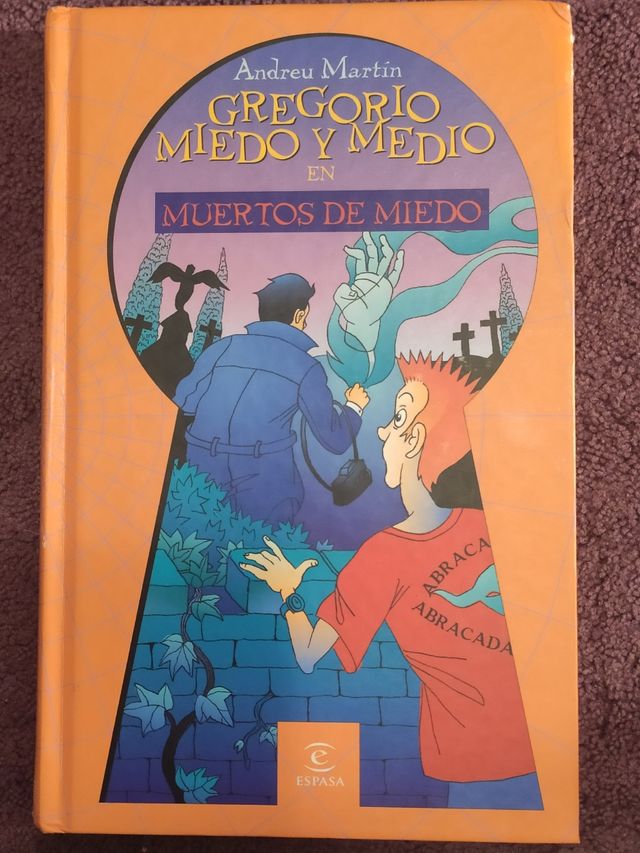 Andreu Martín
GREGORIO
MIEDO Y MEDIO
EN
MUERTOS DE MIEDO
ABRACA
ABRACADA
e
ESPASA